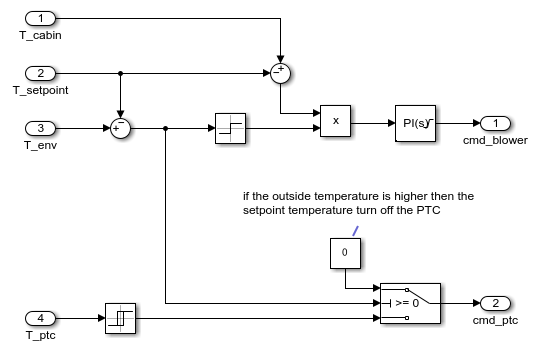 1
T_cabin
2
T_setpoint
3
T_env
x
PI(s)
1
cmd_blower
if the outside temperature is higher then the
setpoint temperature turn off the PTC
0
4
T_ptc
>= 0
2
cmd_ptc